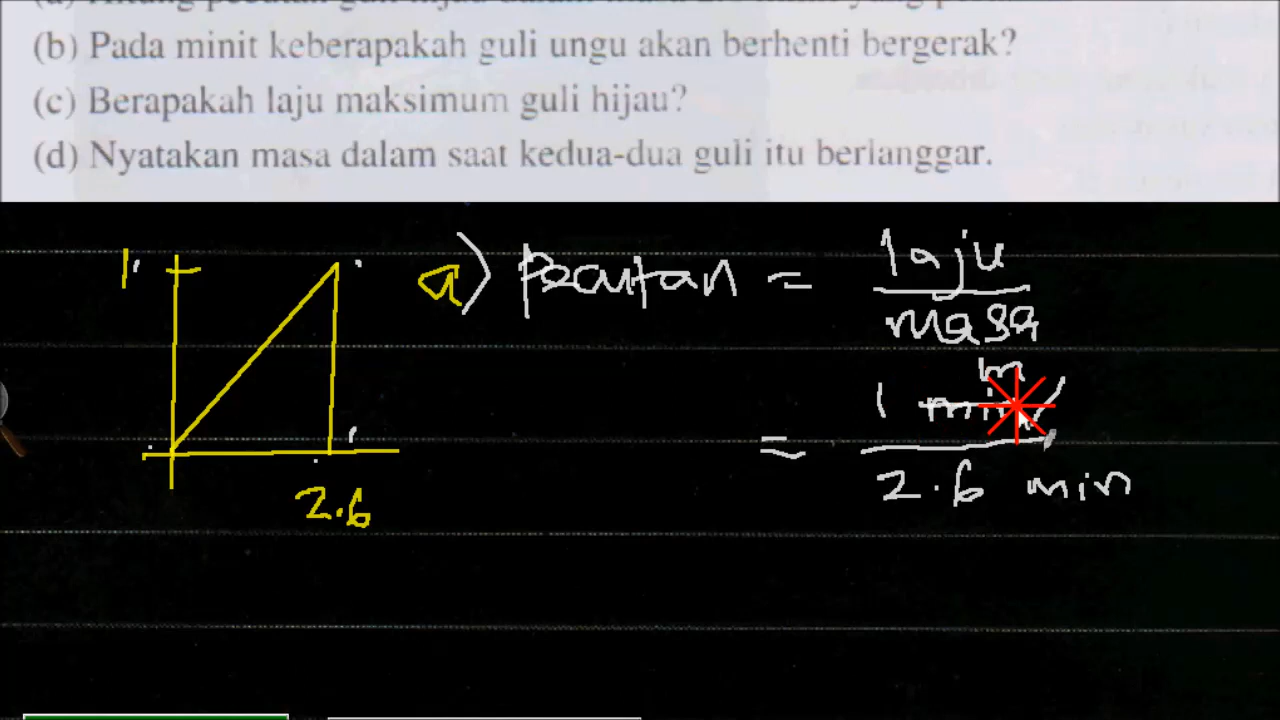 (b) Pada minit keberapakah guli ungu akan berhenti bergerak?
(c) Berapakah laju maksimum guli hijau?
(d) Nyatakan masa dalam saat kedua-dua guli itu berlanggar.
1
2.6
a) Pecutan = laju
masa
m
= 1
2.6 min